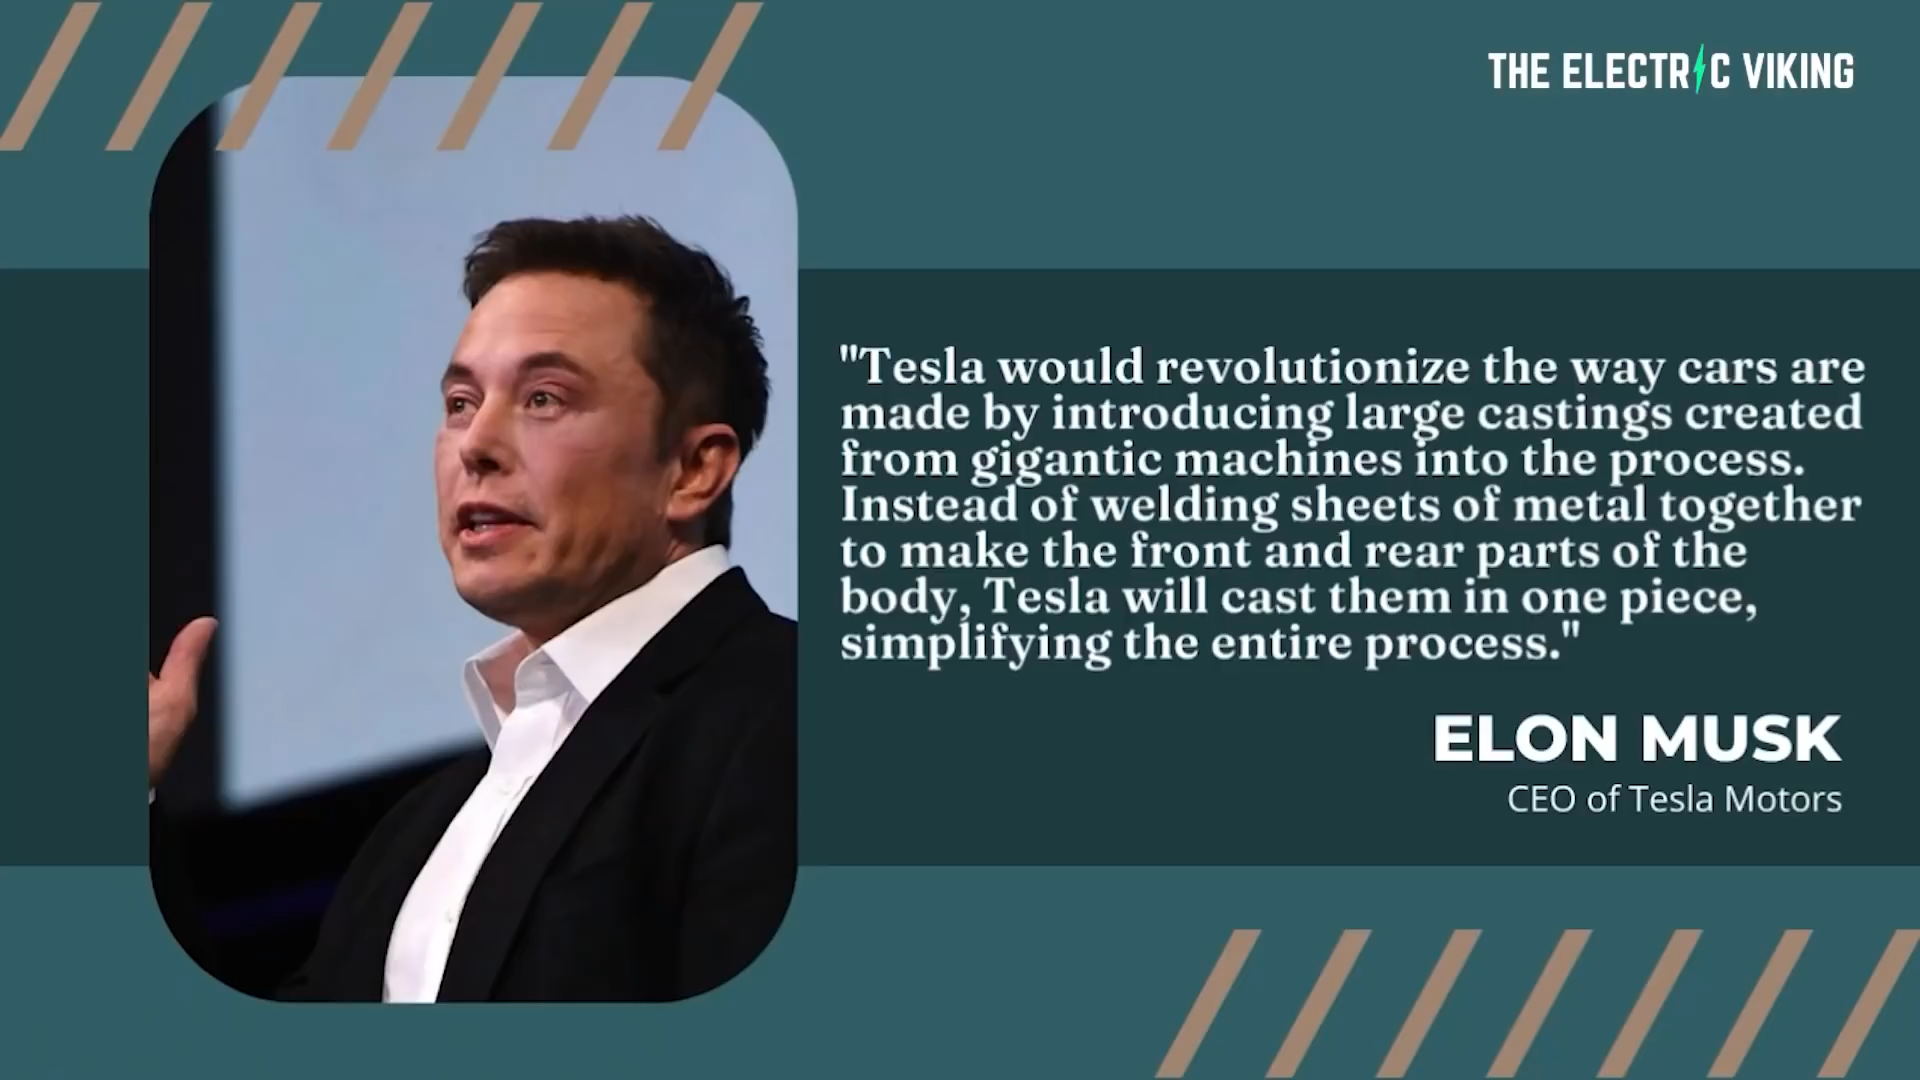 THE ELECTRIC VIKING
"Tesla would revolutionize the way cars are
made by introducing large castings created
from gigantic machines into the process.
Instead of welding sheets of metal together
to make the front and rear parts of the
body, Tesla will cast them in one piece,
simplifying the entire process."
ELON MUSK
CEO of Tesla Motors